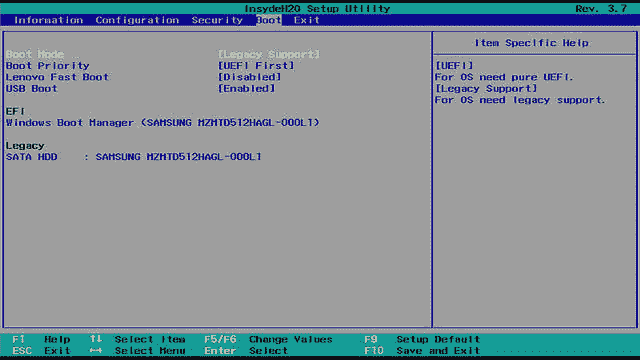 InsydeH2O Setup Utility Rev. 3.7
Information Configuration Security Boot Exit
Item Specific Help
Boot Mode [Legacy Support]
Boot Priority [UEFI First]
Lenovo Fast Boot [Disabled]
USB Boot [Enabled]
EFI
Windows Boot Manager (SAMSUNG MZMTD512HAGL-000L1)
Legacy
SATA HDD : SAMSUNG MZMTD512HAGL-000L1
[UEFI]
For OS need pure UEFI.
[Legacy Support]
For OS need legacy support.
F1 Help ↑↓ Select Item F5/F6 Change Values F9 Setup Default
ESC Exit ↔ Select Menu Enter Select F10 Save and Exit